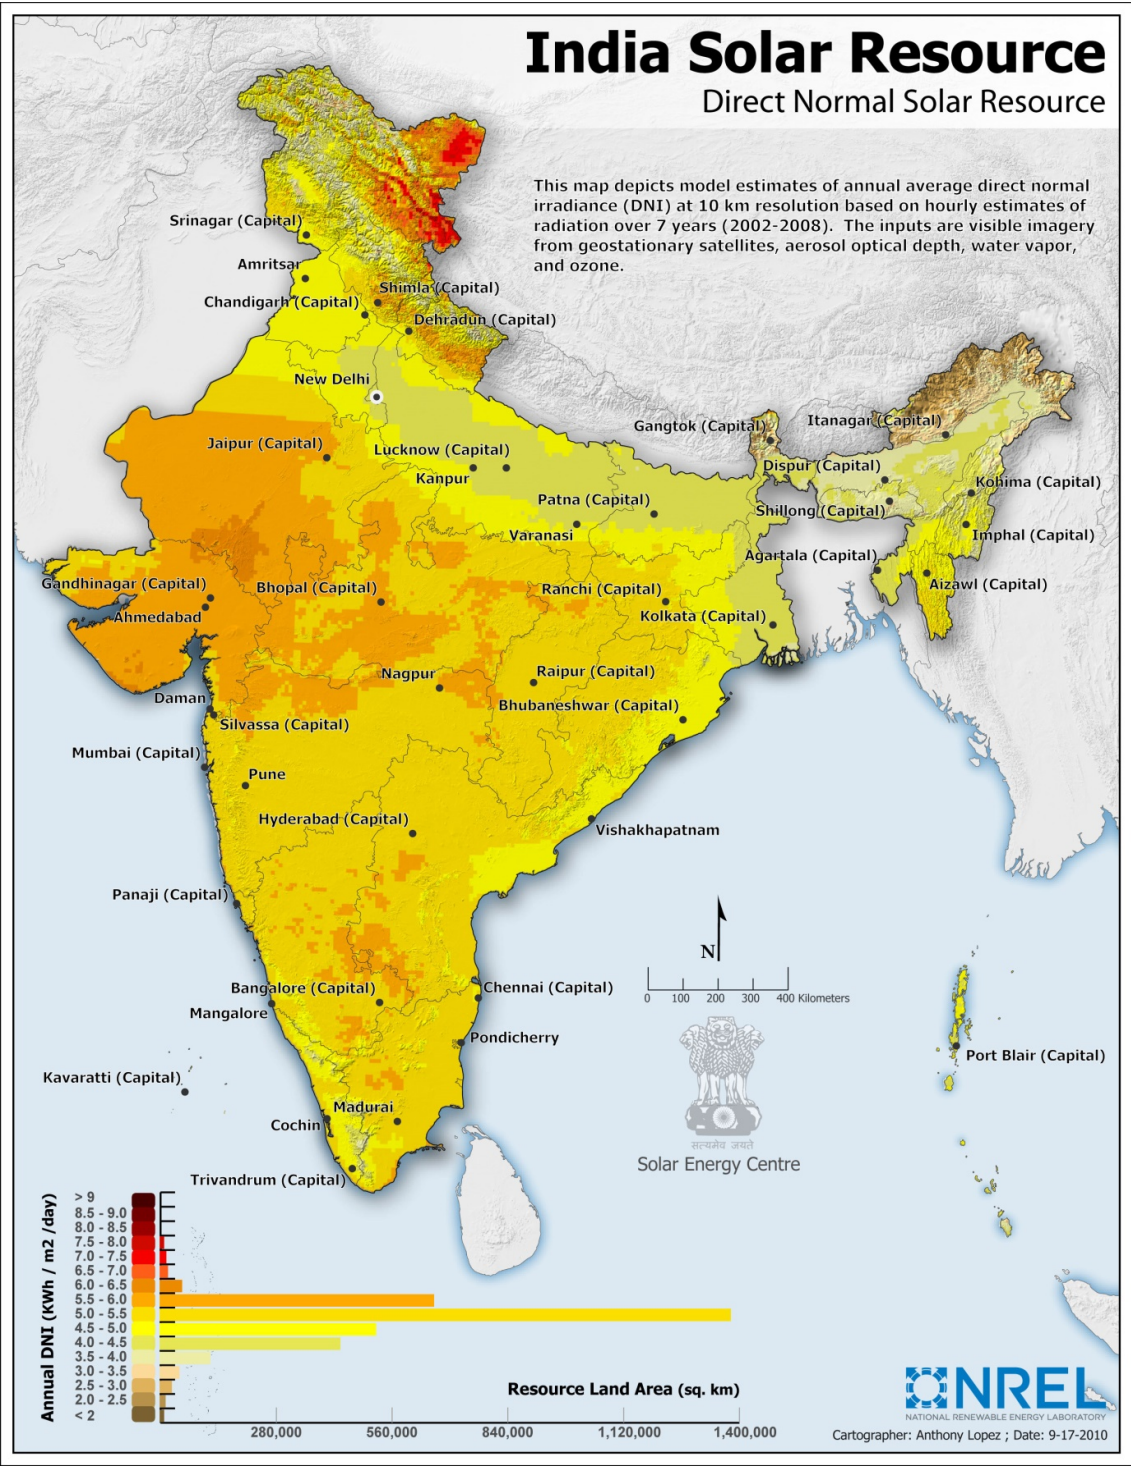 India Solar Resource
Direct Normal Solar Resource
This map depicts model estimates of annual average direct normal
irradiance (DNI) at 10 km resolution based on hourly estimates of
radiation over 7 years (2002-2008).  The inputs are visible imagery
from geostationary satellites, aerosol optical depth, water vapor,
and ozone.
Srinagar (Capital)
Amritsar
Shimla (Capital)
Chandigarh (Capital)
Dehradun (Capital)
New Delhi
Gangtok (Capital)
Itanagar (Capital)
Jaipur (Capital)
Lucknow (Capital)
Kanpur
Dispur (Capital)
Kohima (Capital)
Patna (Capital)
Shillong (Capital)
Varanasi
Imphal (Capital)
Agartala (Capital)
Gandhinagar (Capital)
Bhopal (Capital)
Ranchi (Capital)
Aizawl (Capital)
Ahmedabad
Kolkata (Capital)
Nagpur
Raipur (Capital)
Daman
Bhubaneshwar (Capital)
Silvassa (Capital)
Mumbai (Capital)
Pune
Hyderabad (Capital)
Vishakhapatnam
Panaji (Capital)
N
Bangalore (Capital)
Chennai (Capital)
0 100 200 300 400 Kilometers
Mangalore
Pondicherry
Port Blair (Capital)
Kavaratti (Capital)
Madurai
Cochin
सत्यमेव जयते
Solar Energy Centre
Trivandrum (Capital)
Annual DNI (KWh / m2 /day)
> 9
8.5 - 9.0
8.0 - 8.5
7.5 - 8.0
7.0 - 7.5
6.5 - 7.0
6.0 - 6.5
5.5 - 6.0
5.0 - 5.5
4.5 - 5.0
4.0 - 4.5
3.5 - 4.0
3.0 - 3.5
2.5 - 3.0
2.0 - 2.5
< 2
Resource Land Area (sq. km)
280,000 560,000 840,000 1,120,000 1,400,000
NREL
NATIONAL RENEWABLE ENERGY LABORATORY
Cartographer: Anthony Lopez ; Date: 9-17-2010